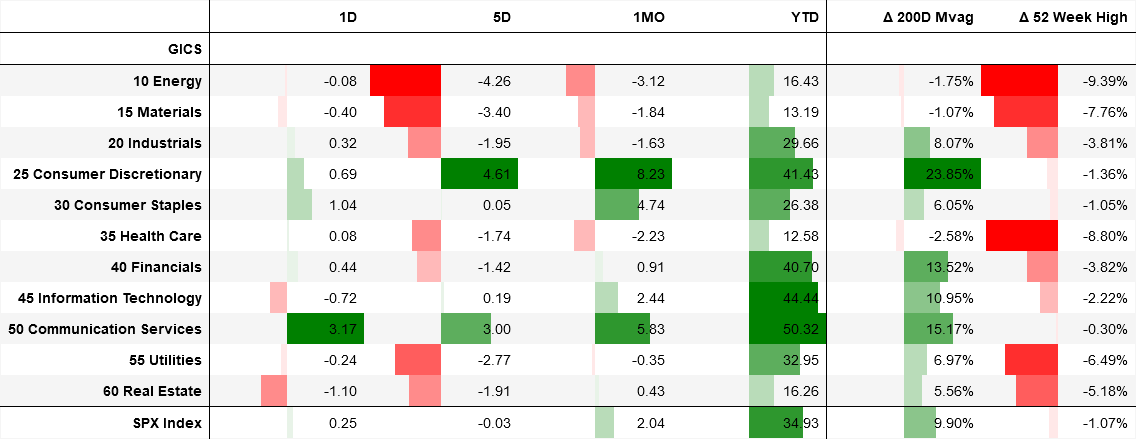 1D 5D 1MO YTD Δ 200D Mvag Δ 52 Week High
GICS
10 Energy -0.08 -4.26 -3.12 16.43 -1.75% -9.39%
15 Materials -0.40 -3.40 -1.84 13.19 -1.07% -7.76%
20 Industrials 0.32 -1.95 -1.63 29.66 8.07% -3.81%
25 Consumer Discretionary 0.69 4.61 8.23 41.43 23.85% -1.36%
30 Consumer Staples 1.04 0.05 4.74 26.38 6.05% -1.05%
35 Health Care 0.08 -1.74 -2.23 12.58 -2.58% -8.80%
40 Financials 0.44 -1.42 0.91 40.70 13.52% -3.82%
45 Information Technology -0.72 0.19 2.44 44.44 10.95% -2.22%
50 Communication Services 3.17 3.00 5.83 50.32 15.17% -0.30%
55 Utilities -0.24 -2.77 -0.35 32.95 6.97% -6.49%
60 Real Estate -1.10 -1.91 0.43 16.26 5.56% -5.18%
SPX Index 0.25 -0.03 2.04 34.93 9.90% -1.07%